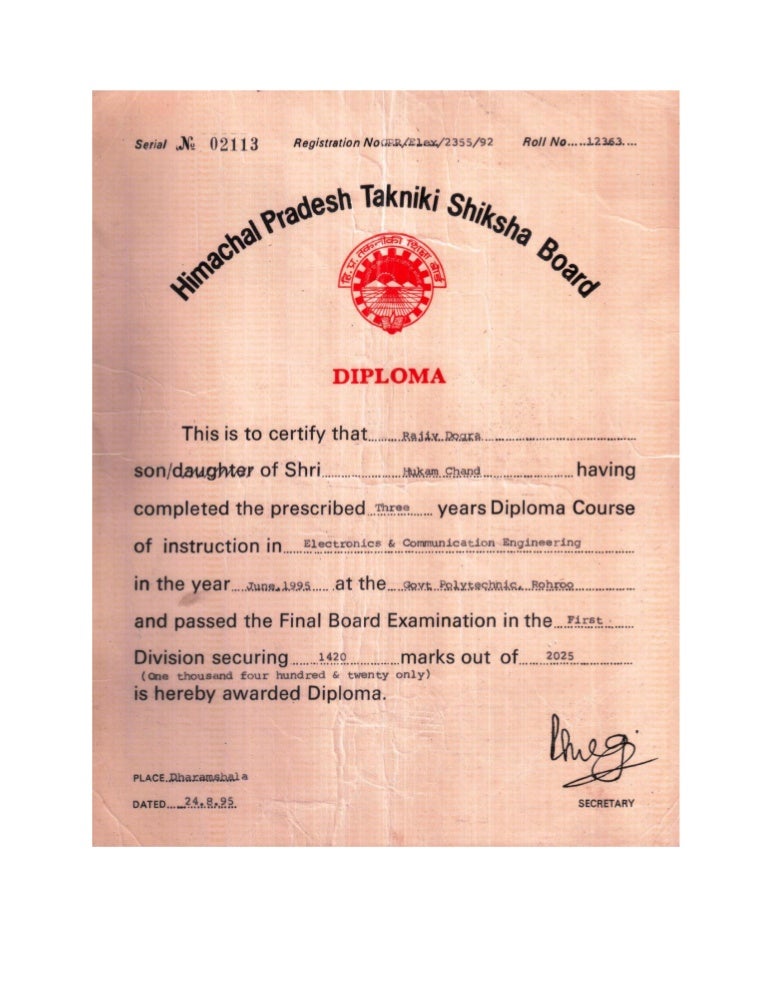 Serial No 02113 Registration No GPR/Elex/2355/92 Roll No.....12363....
Himachal Pradesh Takniki Shiksha Board
हि.प्र. तकनीकी शिक्षा बोर्ड
DIPLOMA
This is to certify that Rajiv Dogra
son/daughter of Shri Hukam Chand having
completed the prescribed Three years Diploma Course
of instruction in Electronics & Communication Engineering
in the year June,1995 at the Govt Polytechnic, Rohroo
and passed the Final Board Examination in the First
Division securing 1420 marks out of 2025
(One thousand four hundred & twenty only)
is hereby awarded Diploma.
PLACE Dharamshala
DATED 24.8.95. SECRETARY